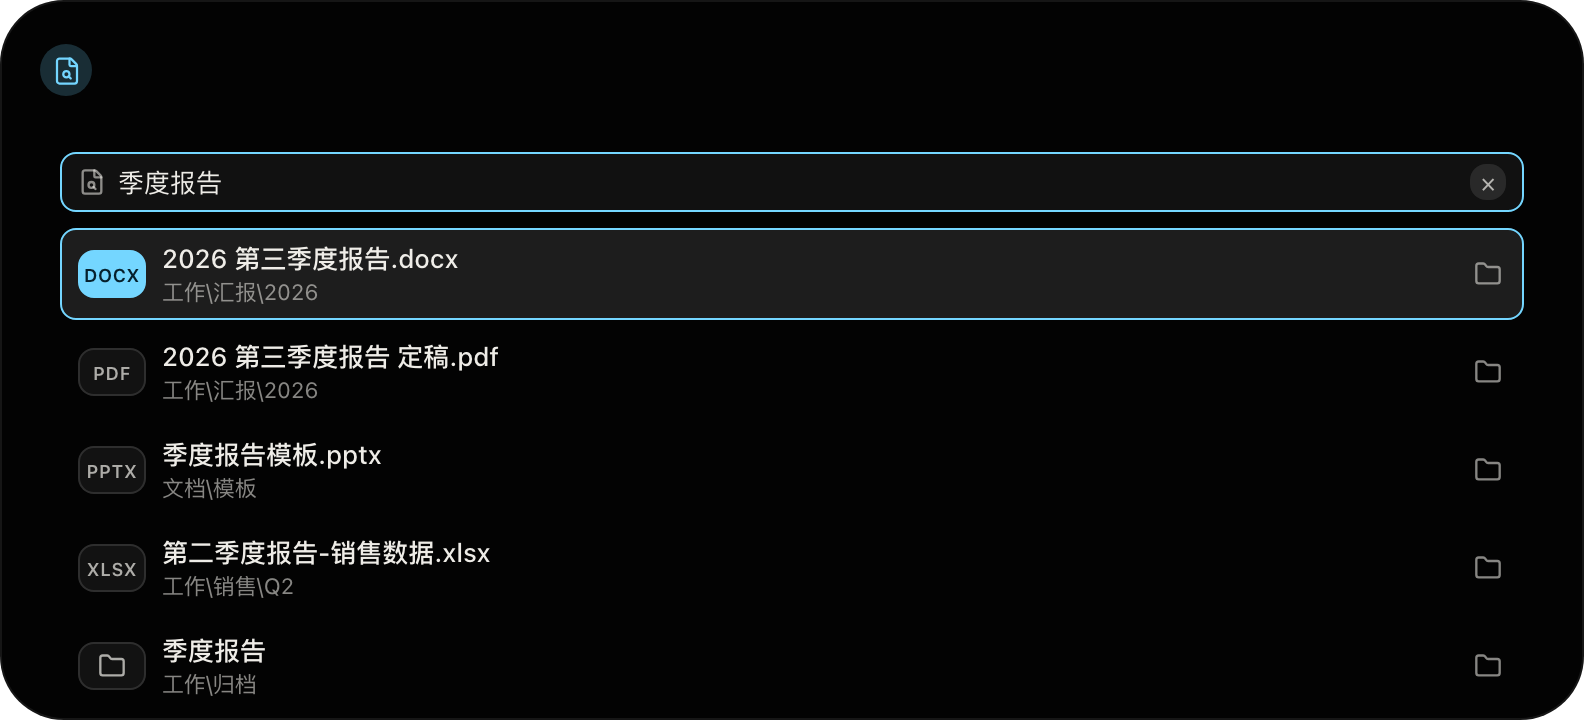 季度报告
DOCX
2026 第三季度报告.docx
工作\汇报\2026
PDF
2026 第三季度报告 定稿.pdf
工作\汇报\2026
PPTX
季度报告模板.pptx
文档\模板
XLSX
第二季度报告-销售数据.xlsx
工作\销售\Q2
季度报告
工作\归档